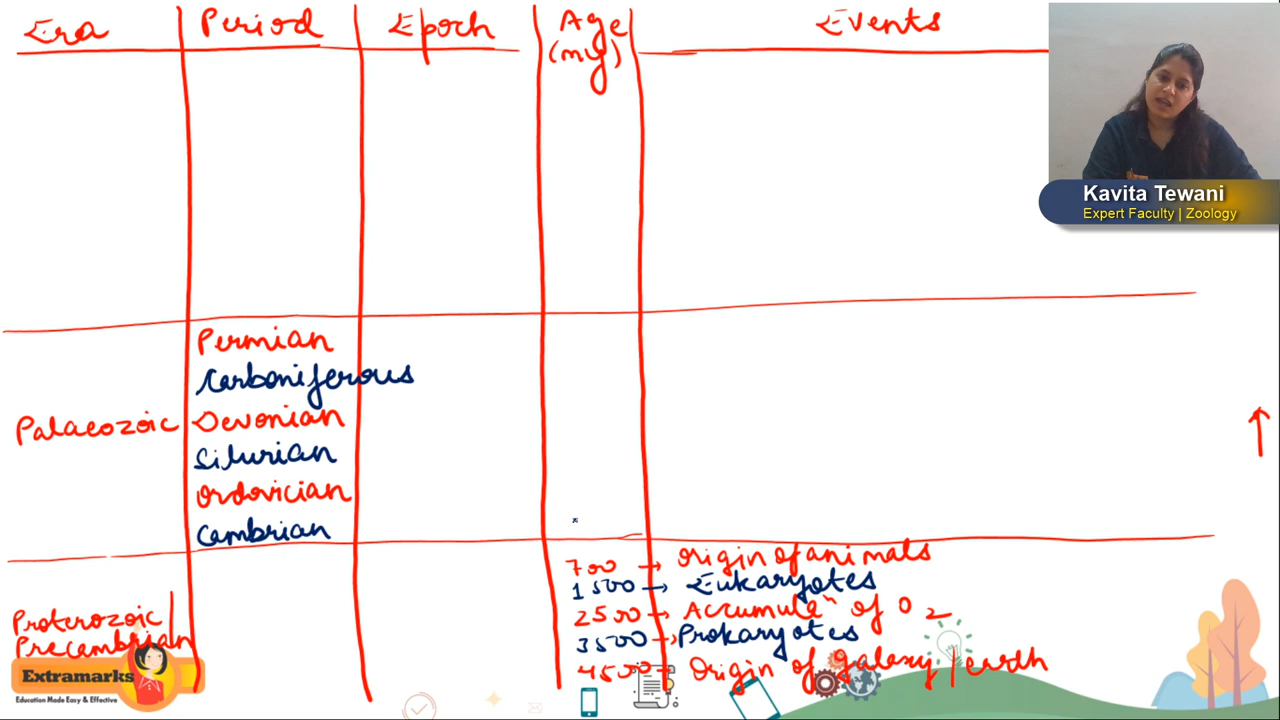 Era Period Epoch Age (my) Events
Kavita Tewani
Expert Faculty | Zoology
Permian
Carboniferous
Palaeozoic Devonian
Silurian
Ordovician
Cambrian
700 → Origin of animals
1500 → Eukaryotes
2500 → Accumulaⁿ of O2
Proterozoic/
Precambrian
3500 → Prokaryotes
4500 → Origin of galaxy / earth
Extramarks
Education Made Easy & Effective